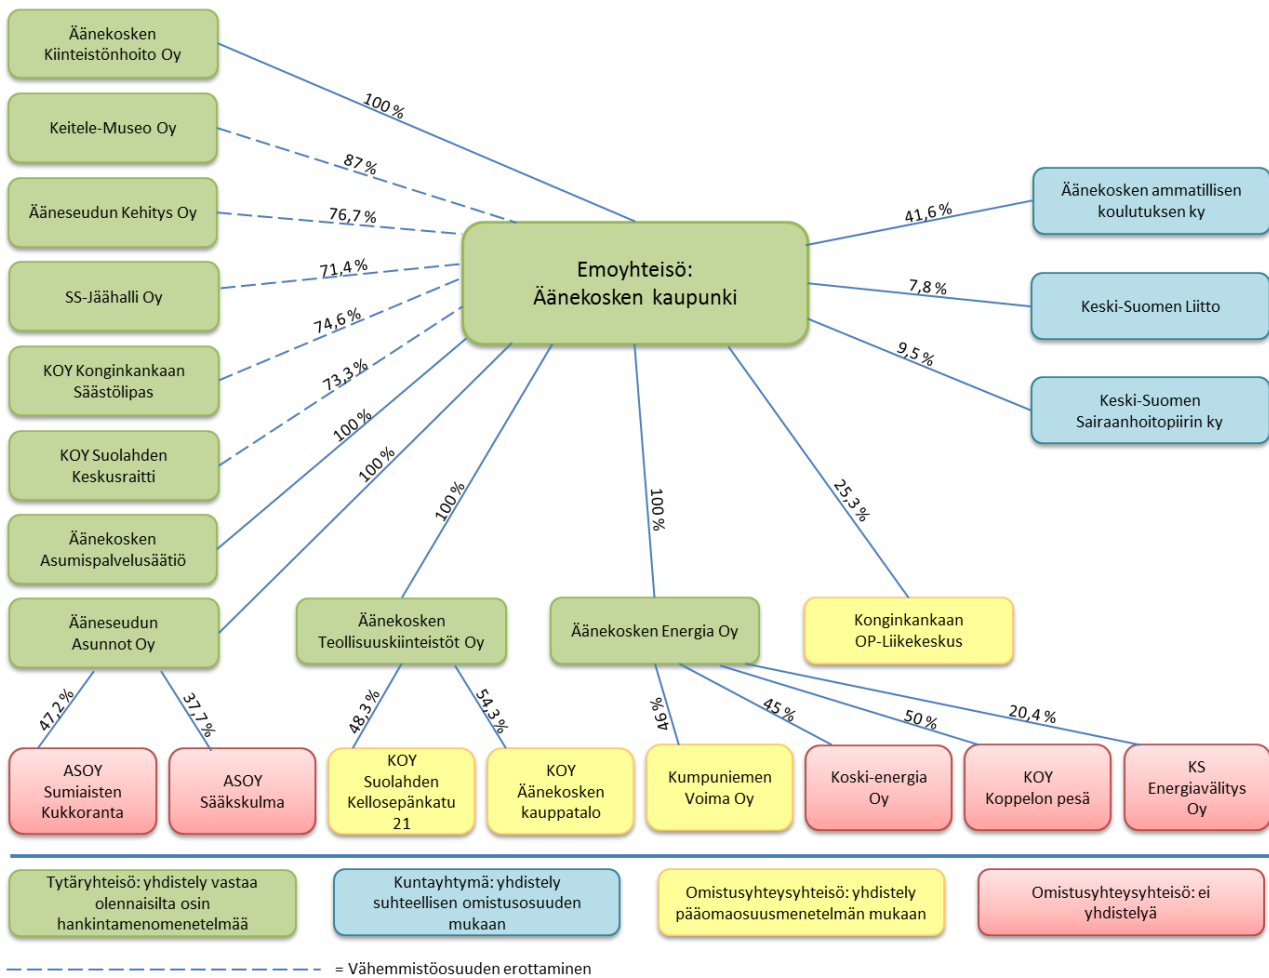 Äänekosken
Kiinteistönhoito Oy
100 %
Keitele-Museo Oy
87 %
Ääneseudun Kehitys Oy
76,7 %
SS-Jäähalli Oy
71,4 %
KOY Konginkankaan
Säästölipas
74,6 %
KOY Suolahden
Keskusraitti
73,3 %
Äänekosken
Asumispalvelusäätiö
100 %
Ääneseudun
Asunnot Oy
100 %
Emoyhteisö:
Äänekosken kaupunki
41,6 %
Äänekosken ammatillisen
koulutuksen ky
7,8 %
Keski-Suomen Liitto
9,5 %
Keski-Suomen
Sairaanhoitopiirin ky
100 %
Äänekosken
Teollisuuskiinteistöt Oy
100 %
Äänekosken Energia Oy
25,3 %
Konginkankaan
OP-Liikekeskus
47,2 %
37,7 %
48,3 %
54,3 %
46 %
45 %
50 %
20,4 %
ASOY
Sumiaisten
Kukkoranta
ASOY
Sääkskulma
KOY
Suolahden
Kellosepänkatu
21
KOY
Äänekosken
kauppatalo
Kumpuniemen
Voima Oy
Koski-energia
Oy
KOY
Koppelon pesä
KS
Energiavälitys
Oy
Tytäryhteisö: yhdistely vastaa
olennaisilta osin
hankintamenomenetelmää
Kuntayhtymä: yhdistely
suhteellisen omistusosuuden
mukaan
Omistusyhteysyhteisö: yhdistely
pääomaosuusmenetelmän mukaan
Omistusyhteysyhteisö: ei
yhdistelyä
= Vähemmistöosuuden erottaminen